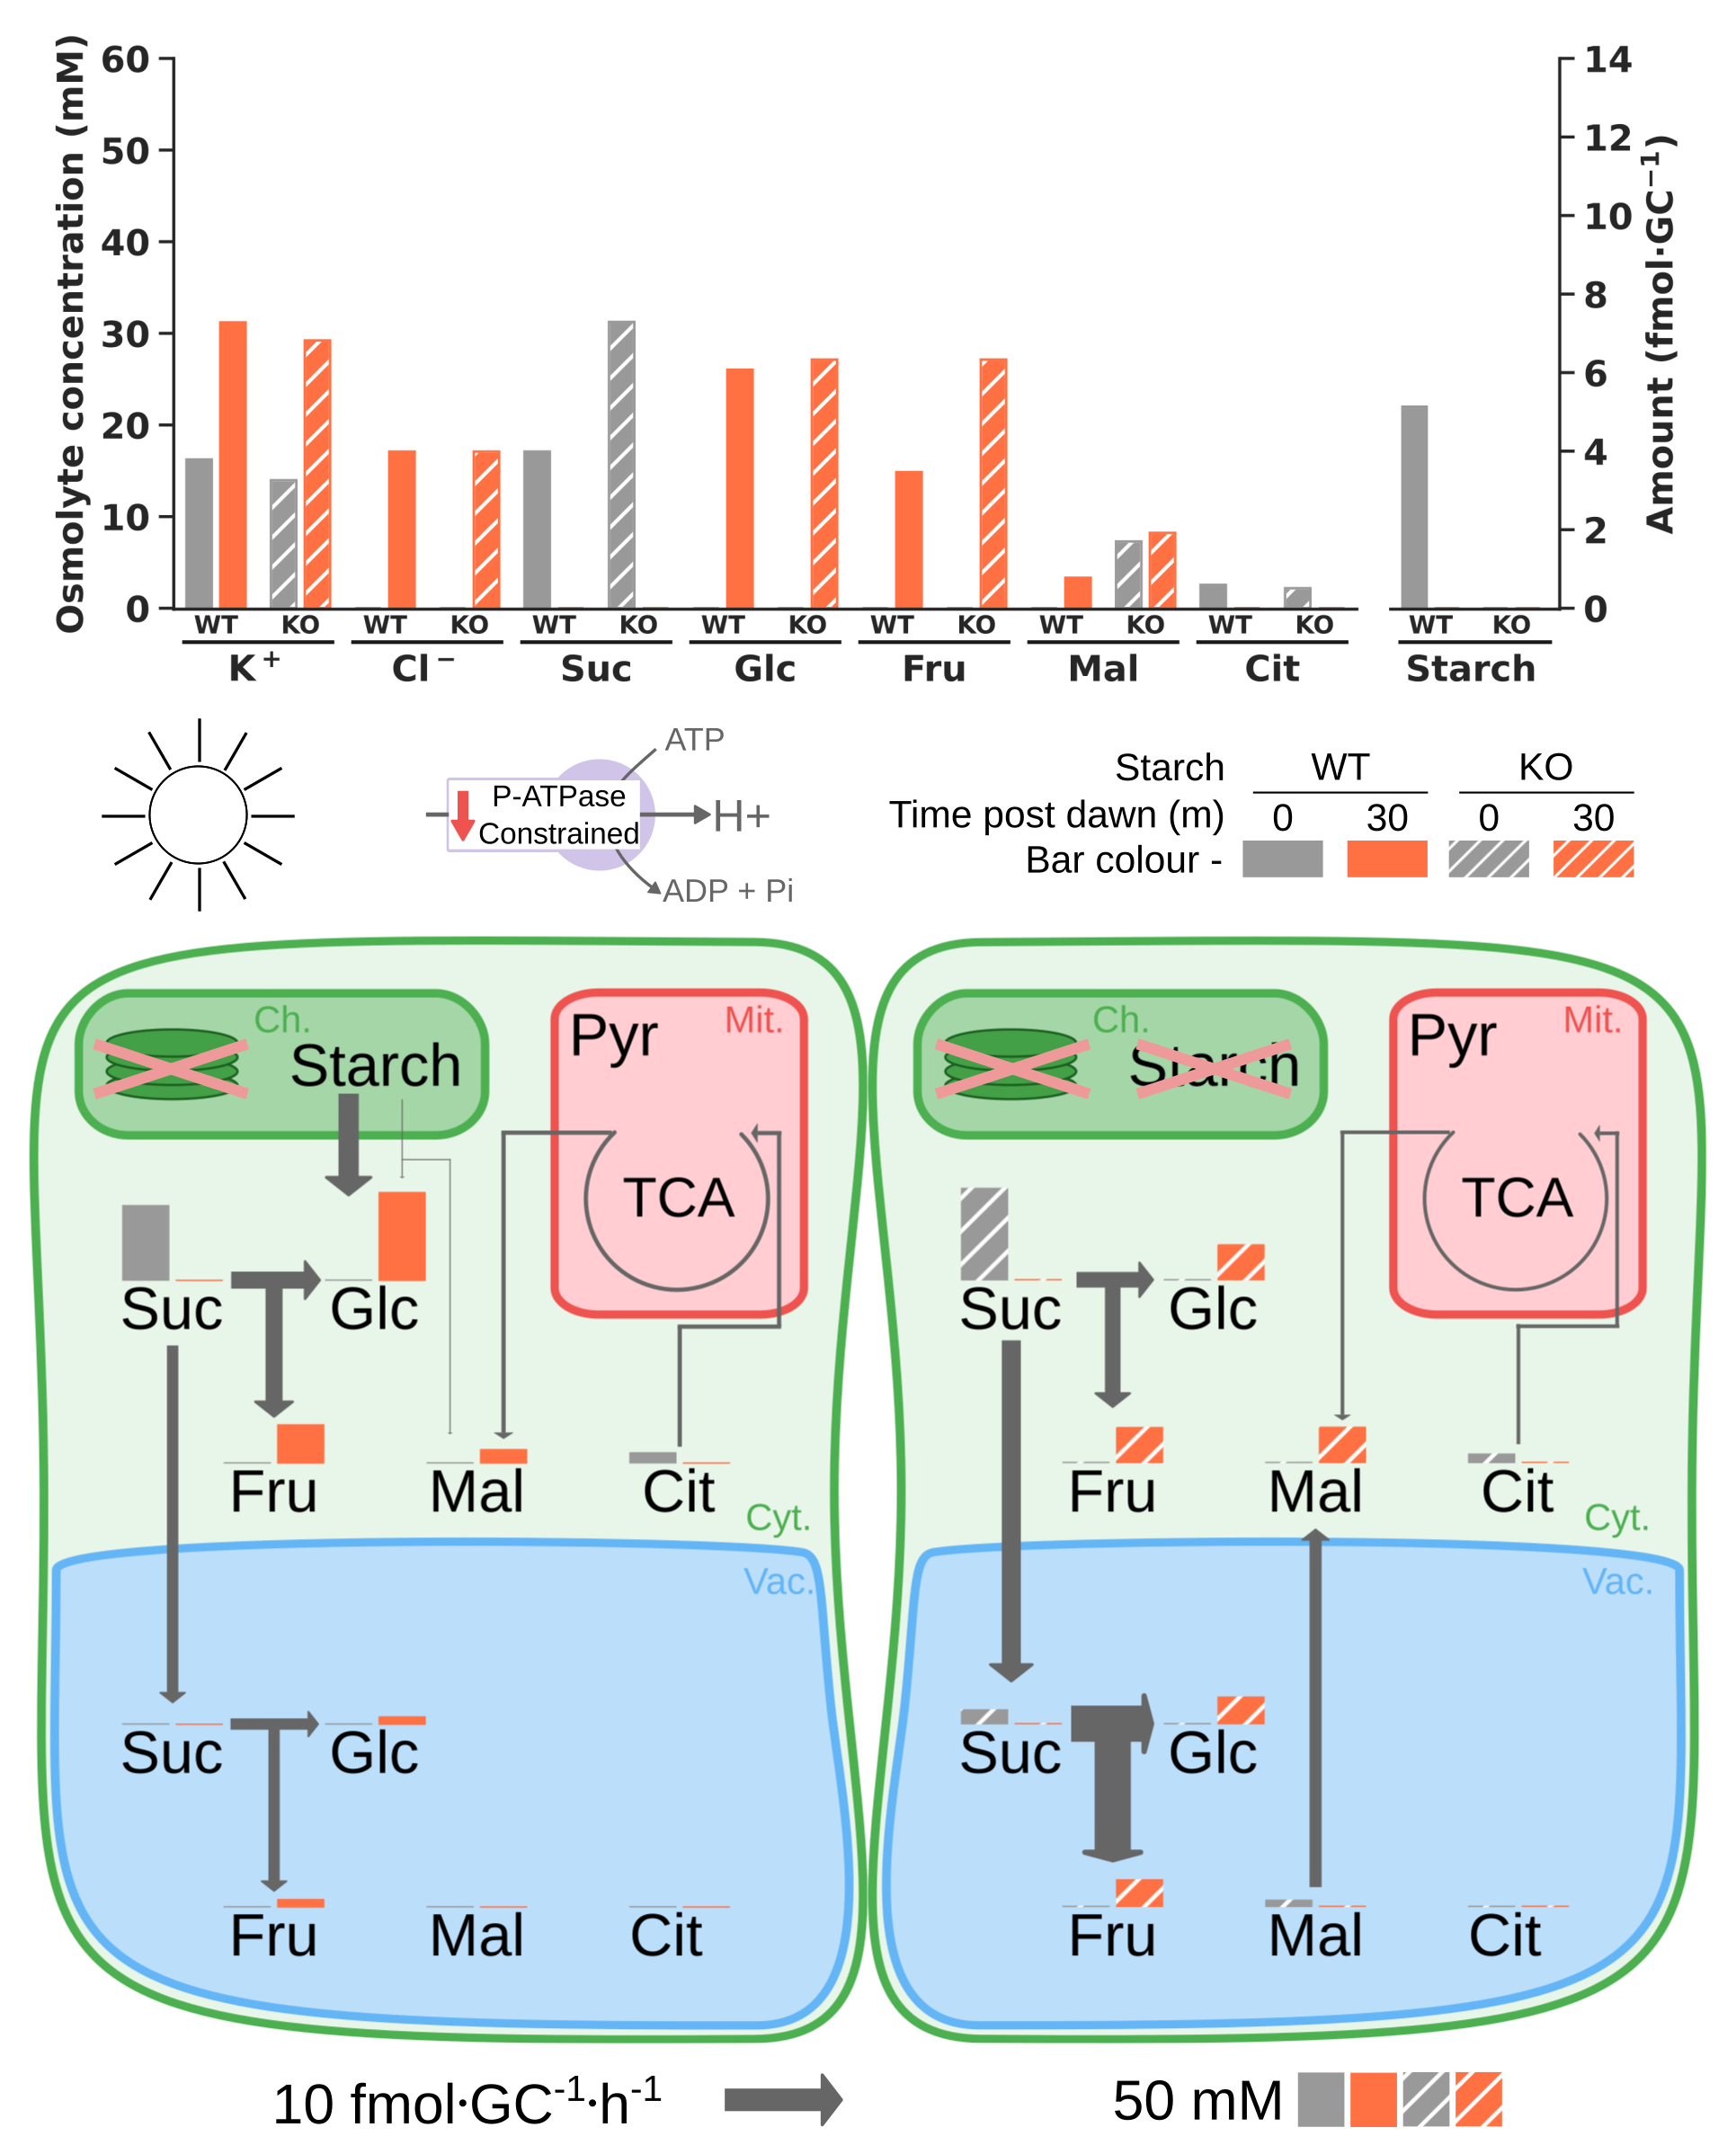 Osmolyte concentration (mM)
60
50
40
30
20
10
0
14
12
10
8
6
4
2
0
Amount (fmol·GC⁻¹)
WT KO WT KO WT KO WT KO WT KO WT KO WT KO WT KO
K⁺ Cl⁻ Suc Glc Fru Mal Cit Starch
ATP
P-ATPase
Constrained
H+
ADP + Pi
Starch WT KO
Time post dawn (m) 0 30 0 30
Bar colour -
Ch.
Starch
Pyr
Mit.
TCA
Suc
Glc
Fru
Mal
Cit
Cyt.
Vac.
Suc
Glc
Fru
Mal
Cit
Ch.
Starch
Pyr
Mit.
TCA
Suc
Glc
Fru
Mal
Cit
Cyt.
Vac.
Suc
Glc
Fru
Mal
Cit
10 fmol·GC⁻¹·h⁻¹
50 mM